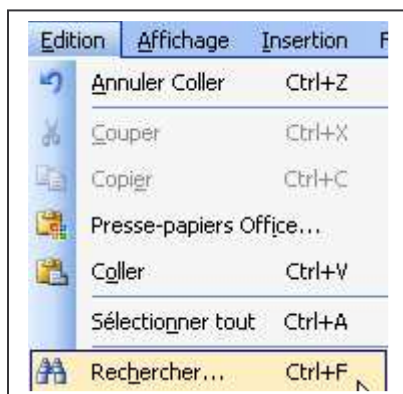 Edition Affichage Insertion F
Annuler Coller Ctrl+Z
Couper Ctrl+X
Copier Ctrl+C
Presse-papiers Office...
Coller Ctrl+V
Sélectionner tout Ctrl+A
Rechercher... Ctrl+F